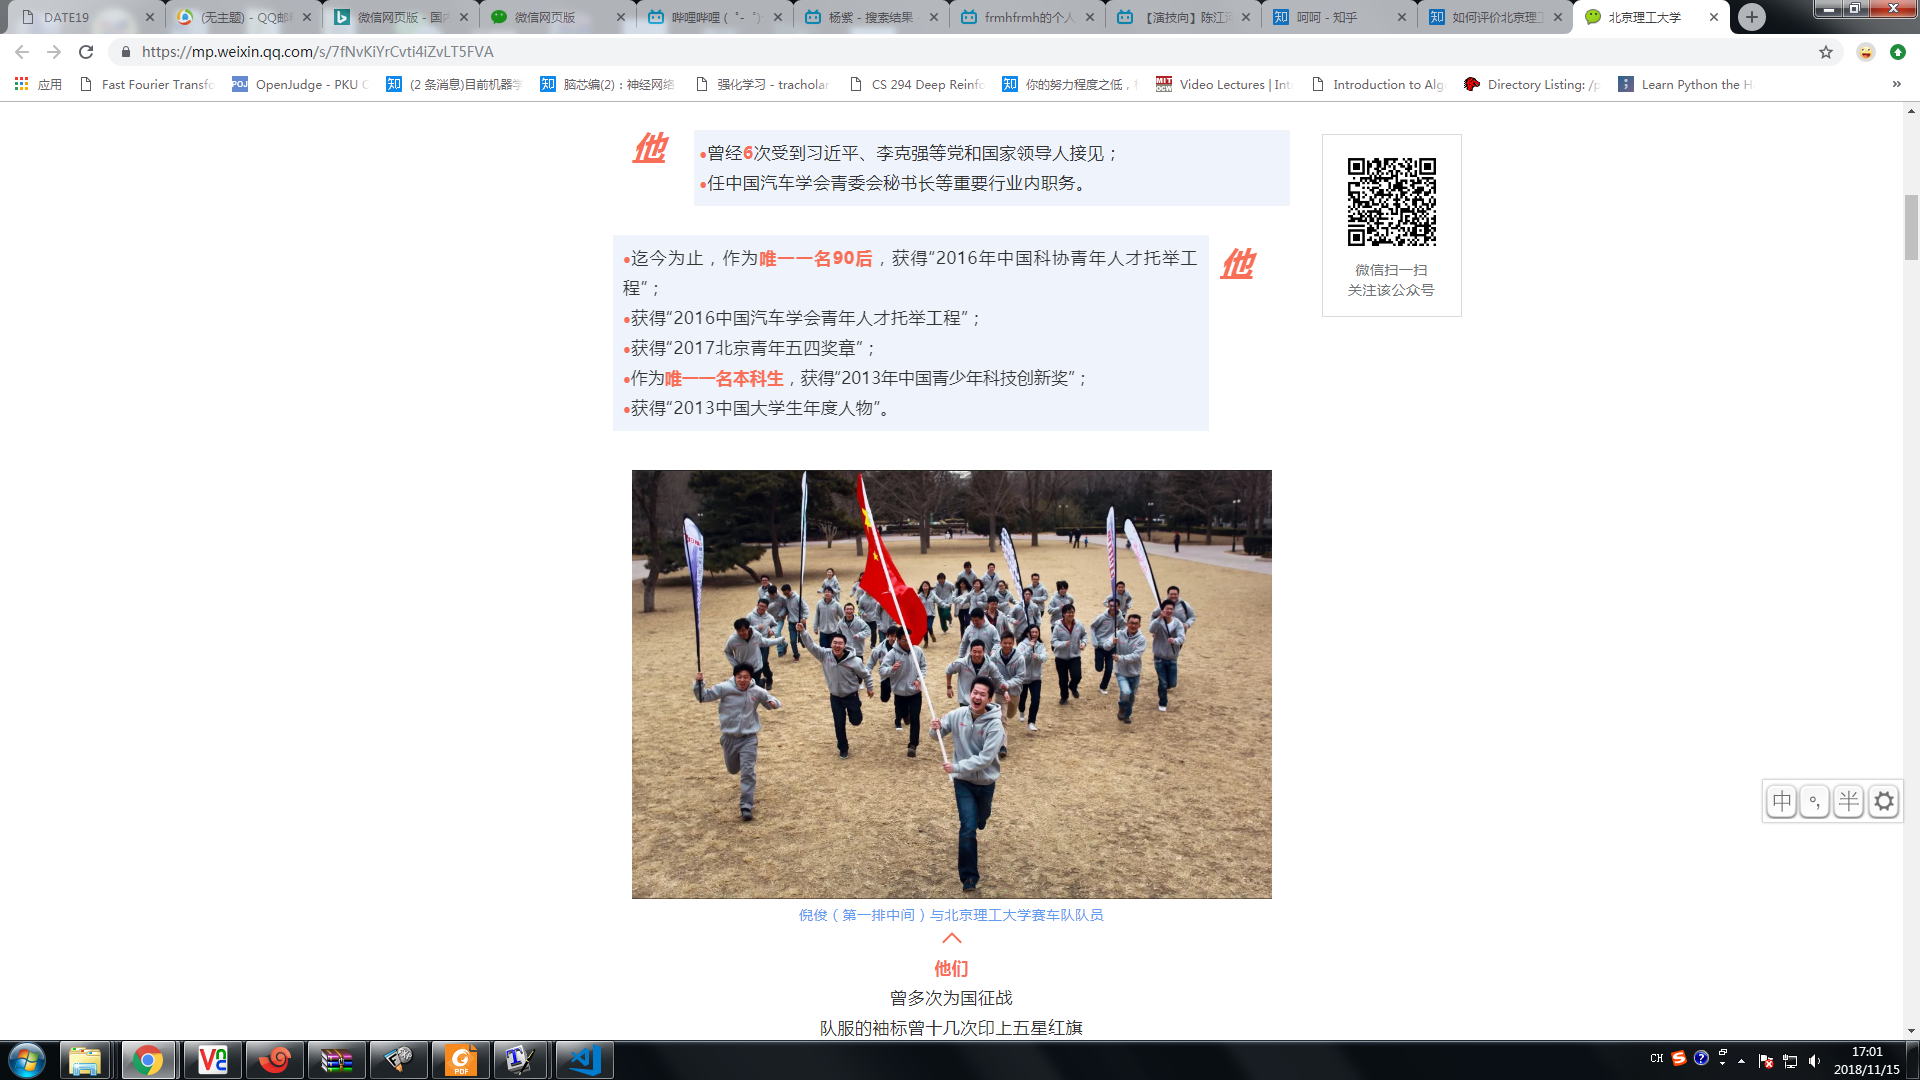 DATE19
(无主题) - QQ邮
微信网页版 - 国内
微信网页版
哔哩哔哩 ( ゜- ゜)つ
杨紫 - 搜索结果
frmhfrmh的个人
【演技向】陈江河
呵呵 - 知乎
如何评价北京理工
北京理工大学
https://mp.weixin.qq.com/s/7fNvKiYrCvti4iZvLT5FVA
应用
Fast Fourier Transfo
OpenJudge - PKU C
(2 条消息)目前机器学
脑芯编(2)：神经网络
强化学习 - tracholar
CS 294 Deep Reinfo
你的努力程度之低，
Video Lectures | Int
Introduction to Algo
Directory Listing: /p
Learn Python the H
他
●曾经6次受到习近平、李克强等党和国家领导人接见；
●任中国汽车学会青委会秘书长等重要行业内职务。
●迄今为止，作为唯一一名90后，获得“2016年中国科协青年人才托举工
程”；
●获得“2016中国汽车学会青年人才托举工程”；
●获得“2017北京青年五四奖章”；
●作为唯一一名本科生，获得“2013年中国青少年科技创新奖”；
●获得“2013中国大学生年度人物”。
他
微信扫一扫
关注该公众号
倪俊（第一排中间）与北京理工大学赛车队队员
他们
曾多次为国征战
队服的袖标曾十几次印上五星红旗
中 °, 半
CH
17:01
2018/11/15